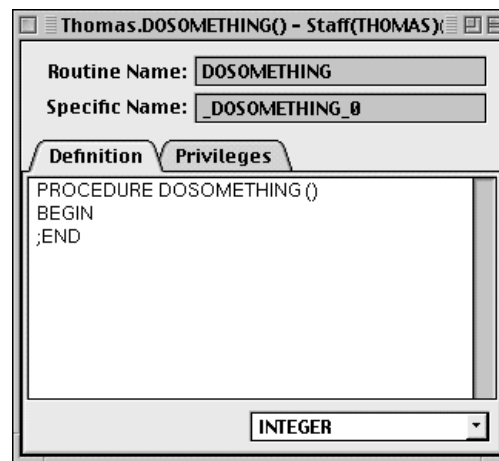 Thomas.DOSOMETHING() - Staff(THOMAS)(
Routine Name: DOSOMETHING
Specific Name: _DOSOMETHING_0
Definition Privileges
PROCEDURE DOSOMETHING ()
BEGIN
;END
INTEGER